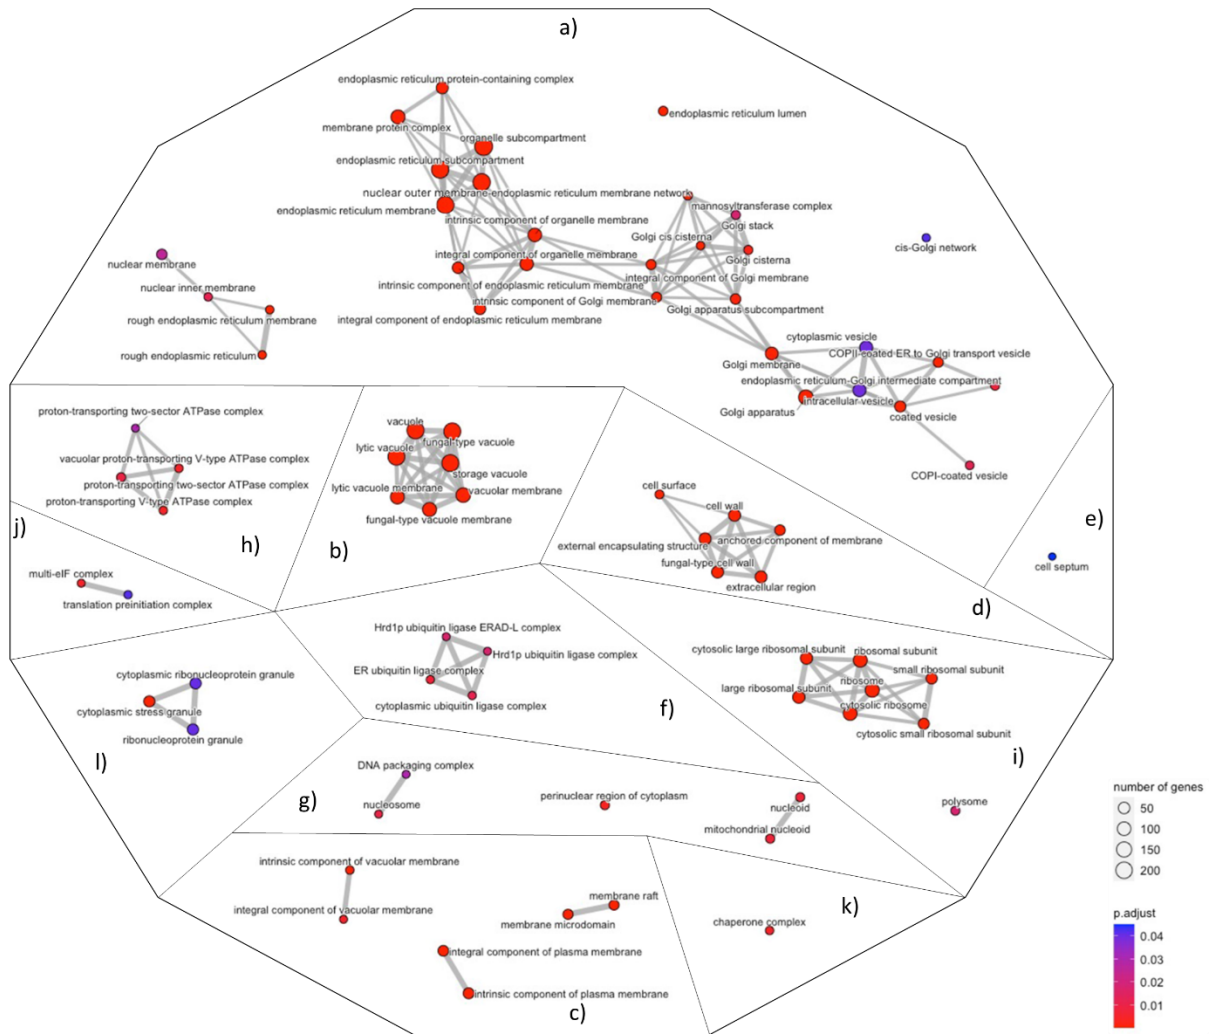 a)
endoplasmic reticulum protein-containing complex
endoplasmic reticulum lumen
membrane protein complex
organelle subcompartment
endoplasmic reticulum subcompartment
nuclear outer membrane-endoplasmic reticulum membrane network
mannosyltransferase complex
endoplasmic reticulum membrane
intrinsic component of organelle membrane
Golgi stack
Golgi cis cisterna
cis-Golgi network
integral component of organelle membrane
Golgi cisterna
nuclear membrane
integral component of Golgi membrane
nuclear inner membrane
intrinsic component of endoplasmic reticulum membrane
intrinsic component of Golgi membrane
Golgi apparatus subcompartment
rough endoplasmic reticulum membrane
integral component of endoplasmic reticulum membrane
cytoplasmic vesicle
rough endoplasmic reticulum
COPII-coated ER to Golgi transport vesicle
Golgi membrane
endoplasmic reticulum-Golgi intermediate compartment
intracellular vesicle
Golgi apparatus
coated vesicle
COPI-coated vesicle
proton-transporting two-sector ATPase complex
vacuolar proton-transporting V-type ATPase complex
proton-transporting two-sector ATPase complex
proton-transporting V-type ATPase complex
h)
vacuole
fungal-type vacuole
lytic vacuole
storage vacuole
lytic vacuole membrane
vacuolar membrane
fungal-type vacuole membrane
b)
cell surface
cell wall
external encapsulating structure
anchored component of membrane
fungal-type cell wall
extracellular region
d)
e)
cell septum
j)
multi-eIF complex
translation preinitiation complex
Hrd1p ubiquitin ligase ERAD-L complex
Hrd1p ubiquitin ligase complex
ER ubiquitin ligase complex
cytoplasmic ubiquitin ligase complex
f)
cytosolic large ribosomal subunit
ribosomal subunit
small ribosomal subunit
ribosome
large ribosomal subunit
cytosolic ribosome
cytosolic small ribosomal subunit
i)
polysome
cytoplasmic ribonucleoprotein granule
cytoplasmic stress granule
ribonucleoprotein granule
l)
DNA packaging complex
g)
nucleosome
perinuclear region of cytoplasm
nucleoid
mitochondrial nucleoid
intrinsic component of vacuolar membrane
integral component of vacuolar membrane
membrane raft
membrane microdomain
integral component of plasma membrane
intrinsic component of plasma membrane
c)
k)
chaperone complex
number of genes
50
100
150
200
p.adjust
0.04
0.03
0.02
0.01